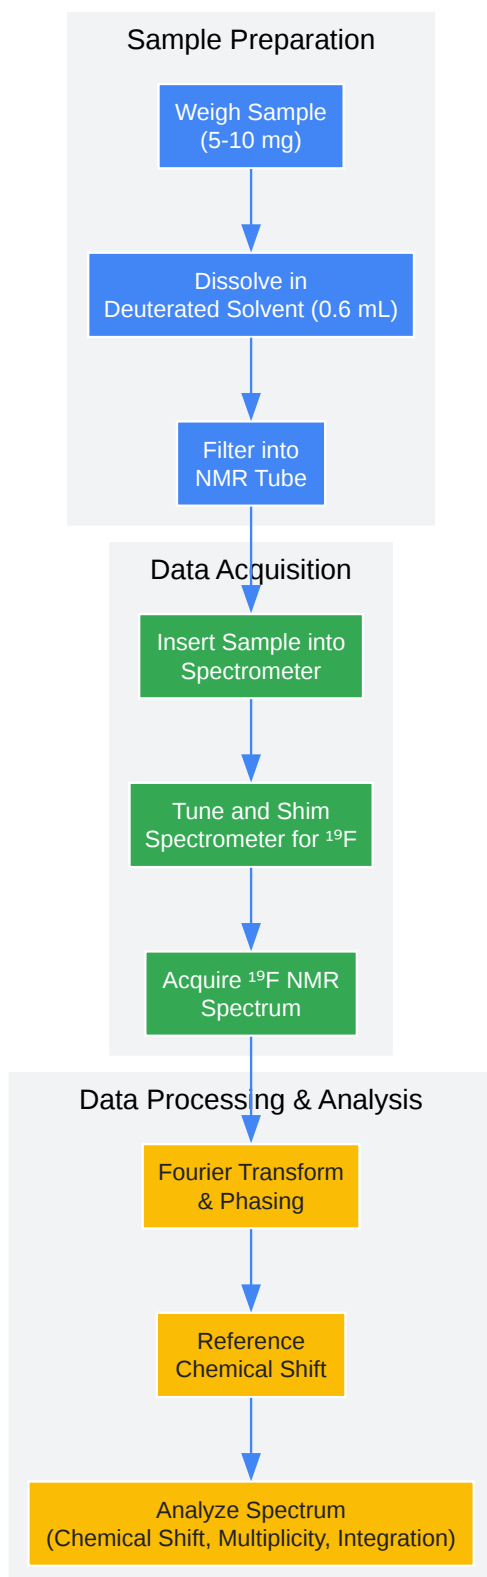 Sample Preparation
Weigh Sample
(5-10 mg)
Dissolve in
Deuterated Solvent (0.6 mL)
Filter into
NMR Tube
Data Acquisition
Insert Sample into
Spectrometer
Tune and Shim
Spectrometer for ¹⁹F
Acquire ¹⁹F NMR
Spectrum
Data Processing & Analysis
Fourier Transform
& Phasing
Reference
Chemical Shift
Analyze Spectrum
(Chemical Shift, Multiplicity, Integration)